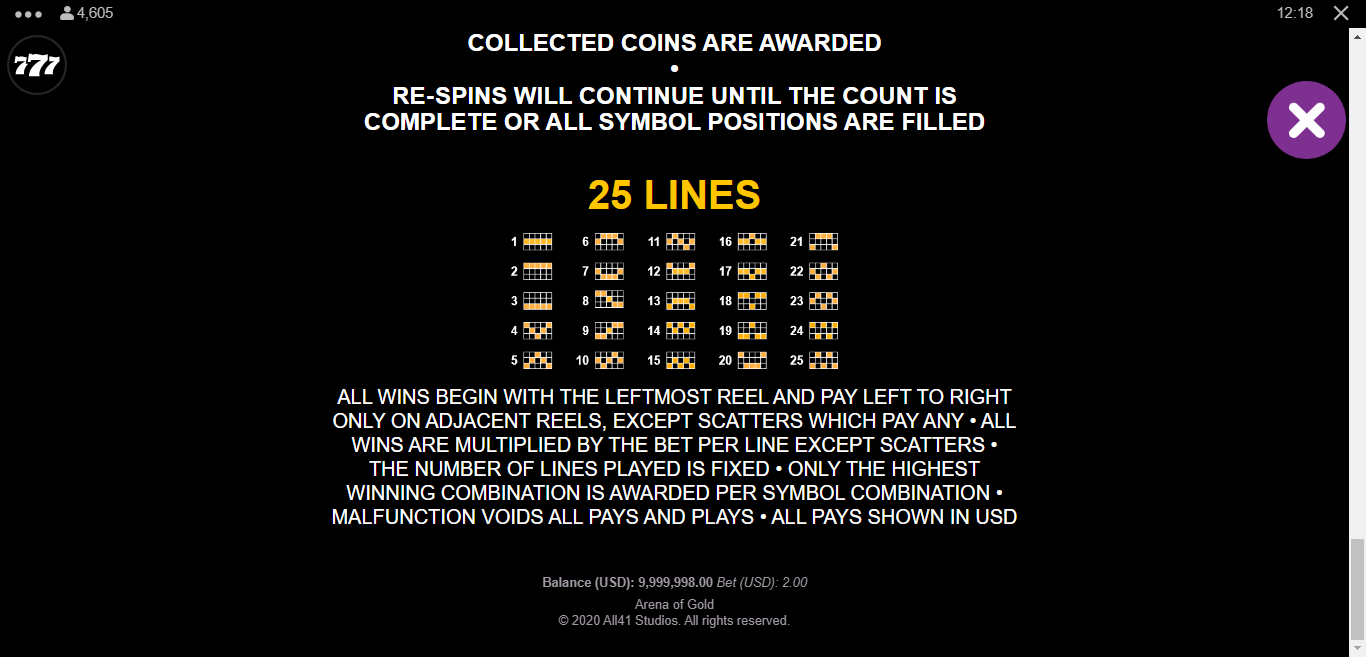 4,605
12:18
777
COLLECTED COINS ARE AWARDED
•
RE-SPINS WILL CONTINUE UNTIL THE COUNT IS
COMPLETE OR ALL SYMBOL POSITIONS ARE FILLED
25 LINES
1 6 11 16 21
2 7 12 17 22
3 8 13 18 23
4 9 14 19 24
5 10 15 20 25
ALL WINS BEGIN WITH THE LEFTMOST REEL AND PAY LEFT TO RIGHT
ONLY ON ADJACENT REELS, EXCEPT SCATTERS WHICH PAY ANY • ALL
WINS ARE MULTIPLIED BY THE BET PER LINE EXCEPT SCATTERS •
THE NUMBER OF LINES PLAYED IS FIXED • ONLY THE HIGHEST
WINNING COMBINATION IS AWARDED PER SYMBOL COMBINATION •
MALFUNCTION VOIDS ALL PAYS AND PLAYS • ALL PAYS SHOWN IN USD
Balance (USD): 9,999,998.00 Bet (USD): 2.00
Arena of Gold
© 2020 All41 Studios. All rights reserved.